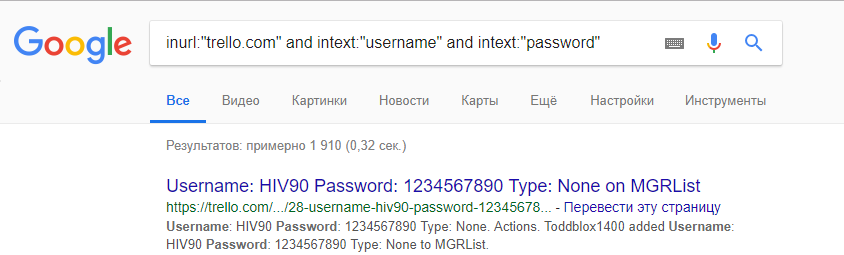 Google
inurl:"trello.com" and intext:"username" and intext:"password"
Все Видео Картинки Новости Карты Ещё Настройки Инструменты
Результатов: примерно 1 910 (0,32 сек.)
Username: HIV90 Password: 1234567890 Type: None on MGRList
https://trello.com/.../28-username-hiv90-password-12345678... - Перевести эту страницу
Username: HIV90 Password: 1234567890 Type: None. Actions. Toddblox1400 added Username:
HIV90 Password: 1234567890 Type: None to MGRList.